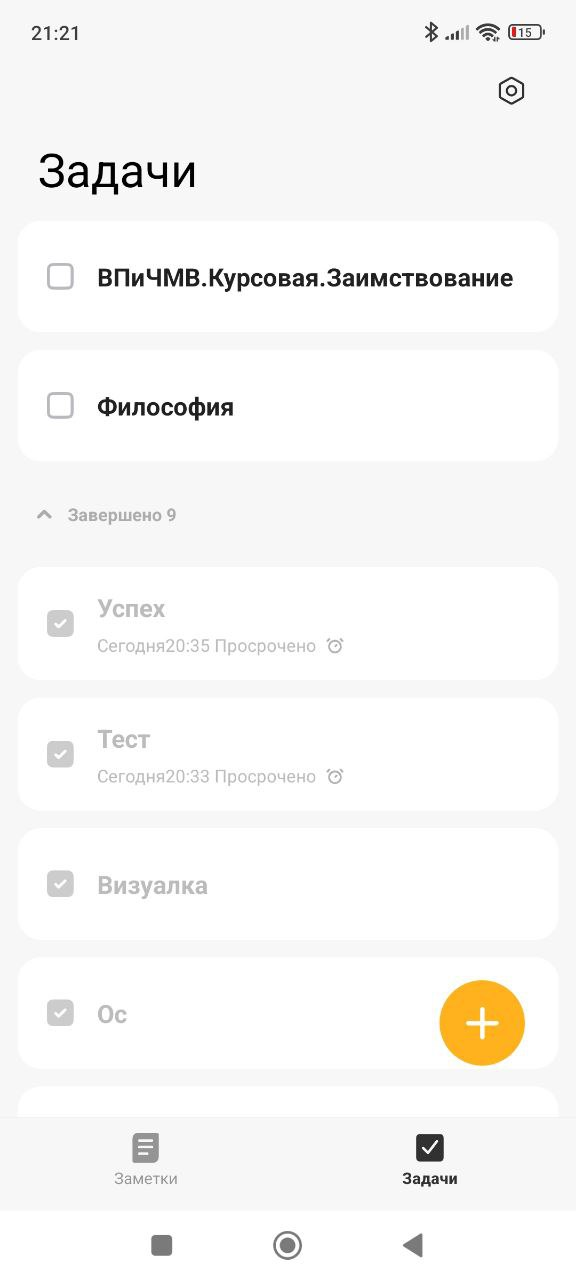 21:21
15
Задачи
ВПиЧМВ.Курсовая.Заимствование
Философия
Завершено 9
Успех
Сегодня20:35 Просрочено
Тест
Сегодня20:33 Просрочено
Визуалка
Ос
Заметки
Задачи